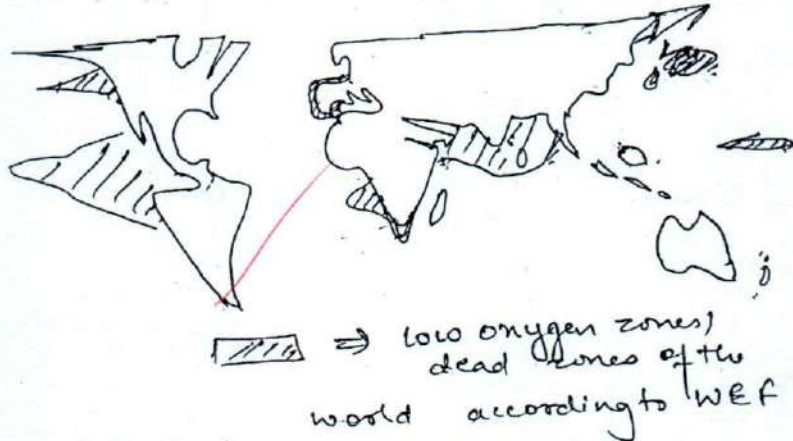 ⇒ low oxygen zones/
dead zones of the
world according to WEF